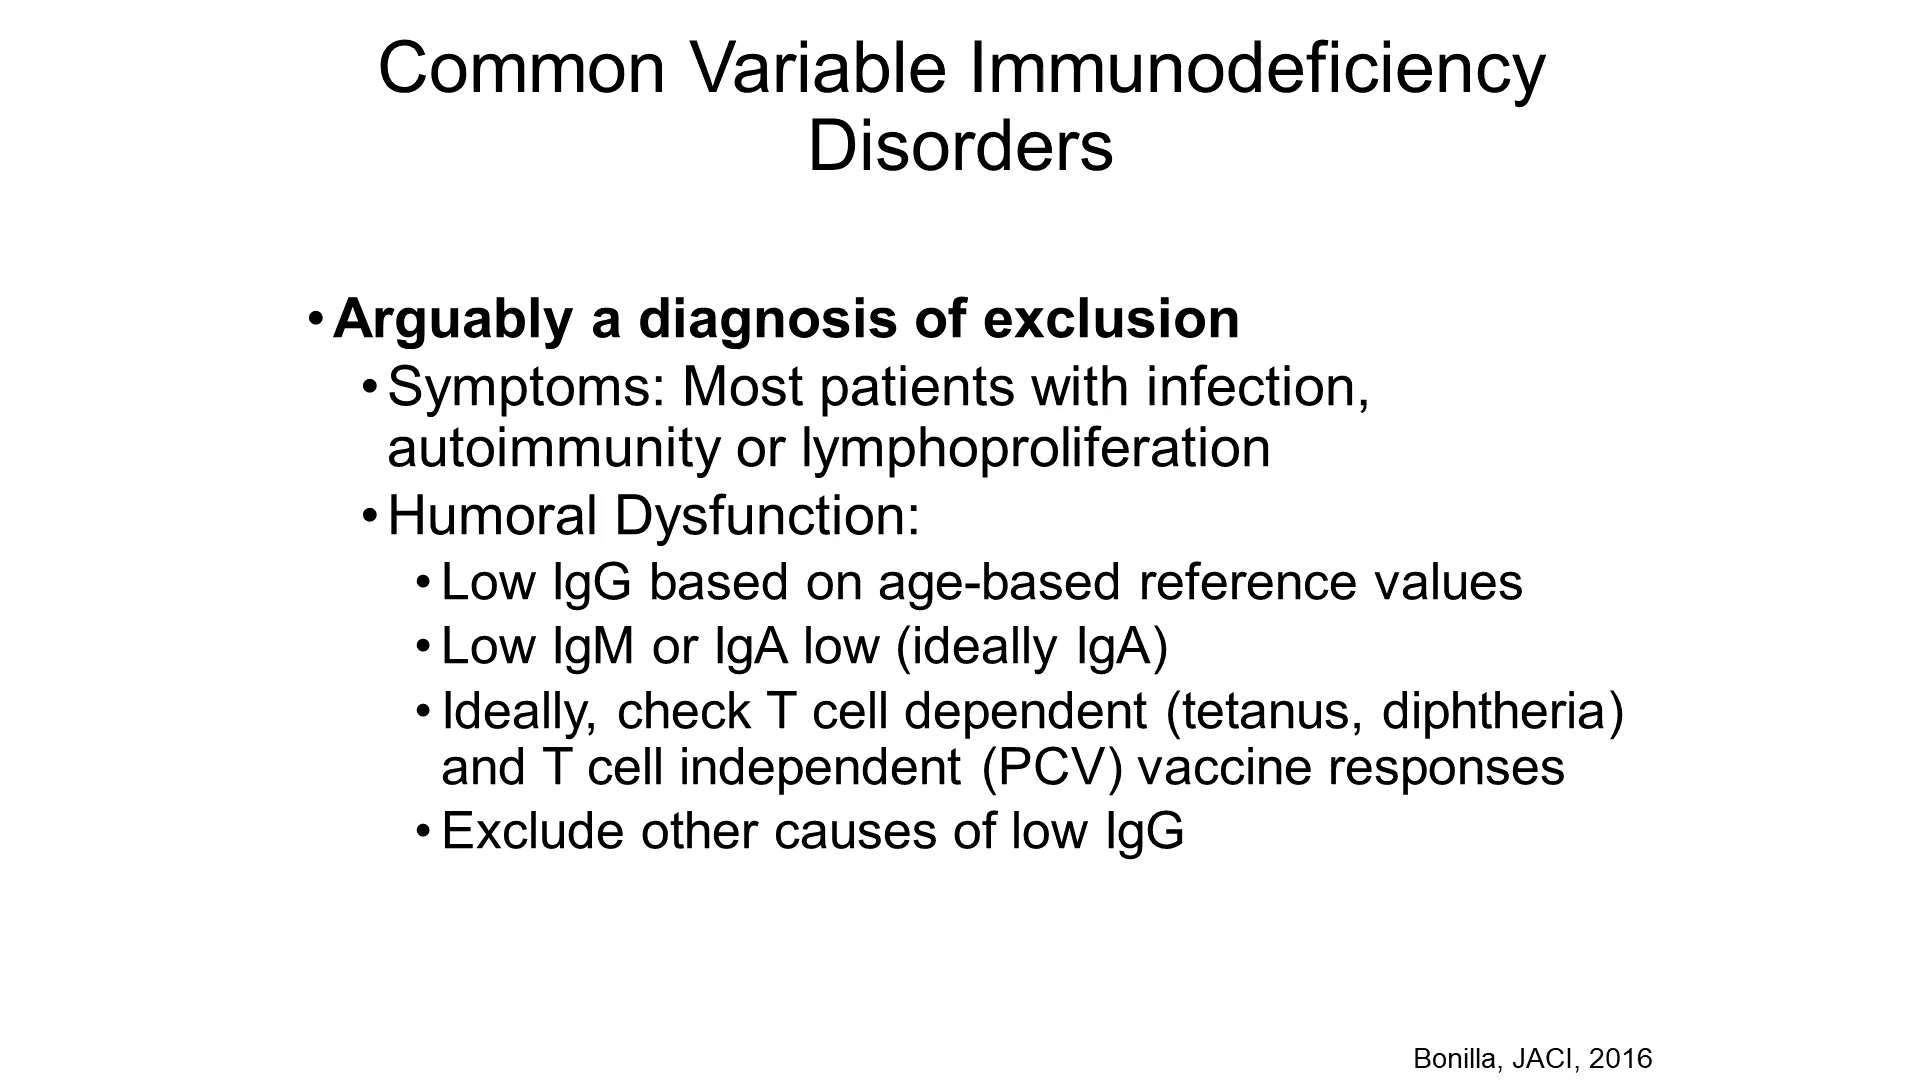 Common Variable Immunodeficiency
Disorders
•Arguably a diagnosis of exclusion
•Symptoms: Most patients with infection,
autoimmunity or lymphoproliferation
•Humoral Dysfunction:
•Low IgG based on age-based reference values
•Low IgM or IgA low (ideally IgA)
•Ideally, check T cell dependent (tetanus, diphtheria)
and T cell independent (PCV) vaccine responses
•Exclude other causes of low IgG
Bonilla, JACI, 2016